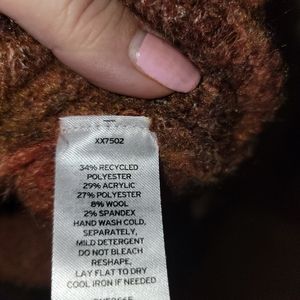 XX7502
34% RECYCLED
POLYESTER
29% ACRYLIC
27% POLYESTER
8% WOOL
2% SPANDEX
HAND WASH COLD,
SEPARATELY,
MILD DETERGENT
DO NOT BLEACH
RESHAPE,
LAY FLAT TO DRY
COOL IRON IF NEEDED